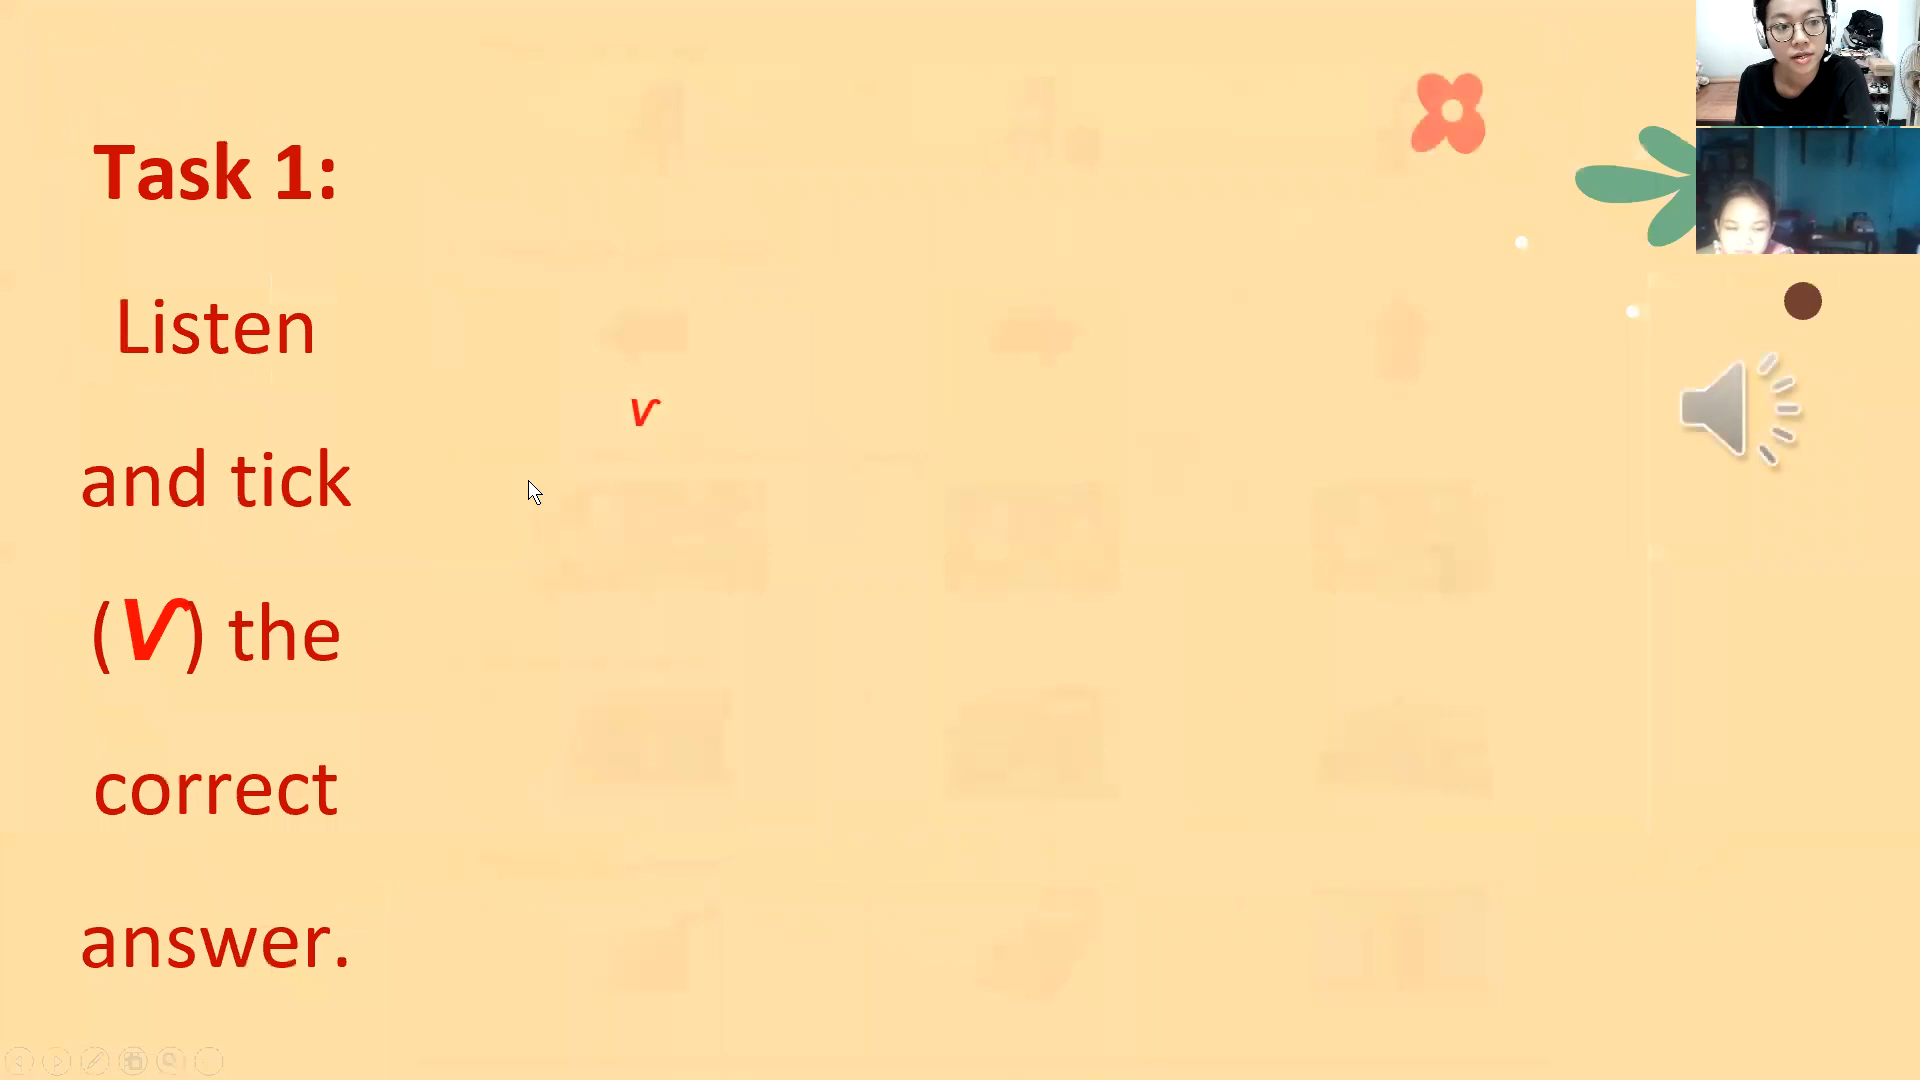 Task 1:
Listen
and tick
(V) the
correct
answer.
V